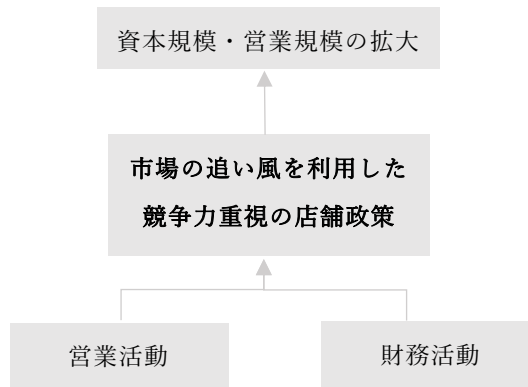 資本規模・営業規模の拡大
市場の追い風を利用した
競争力重視の店舗政策
営業活動
財務活動